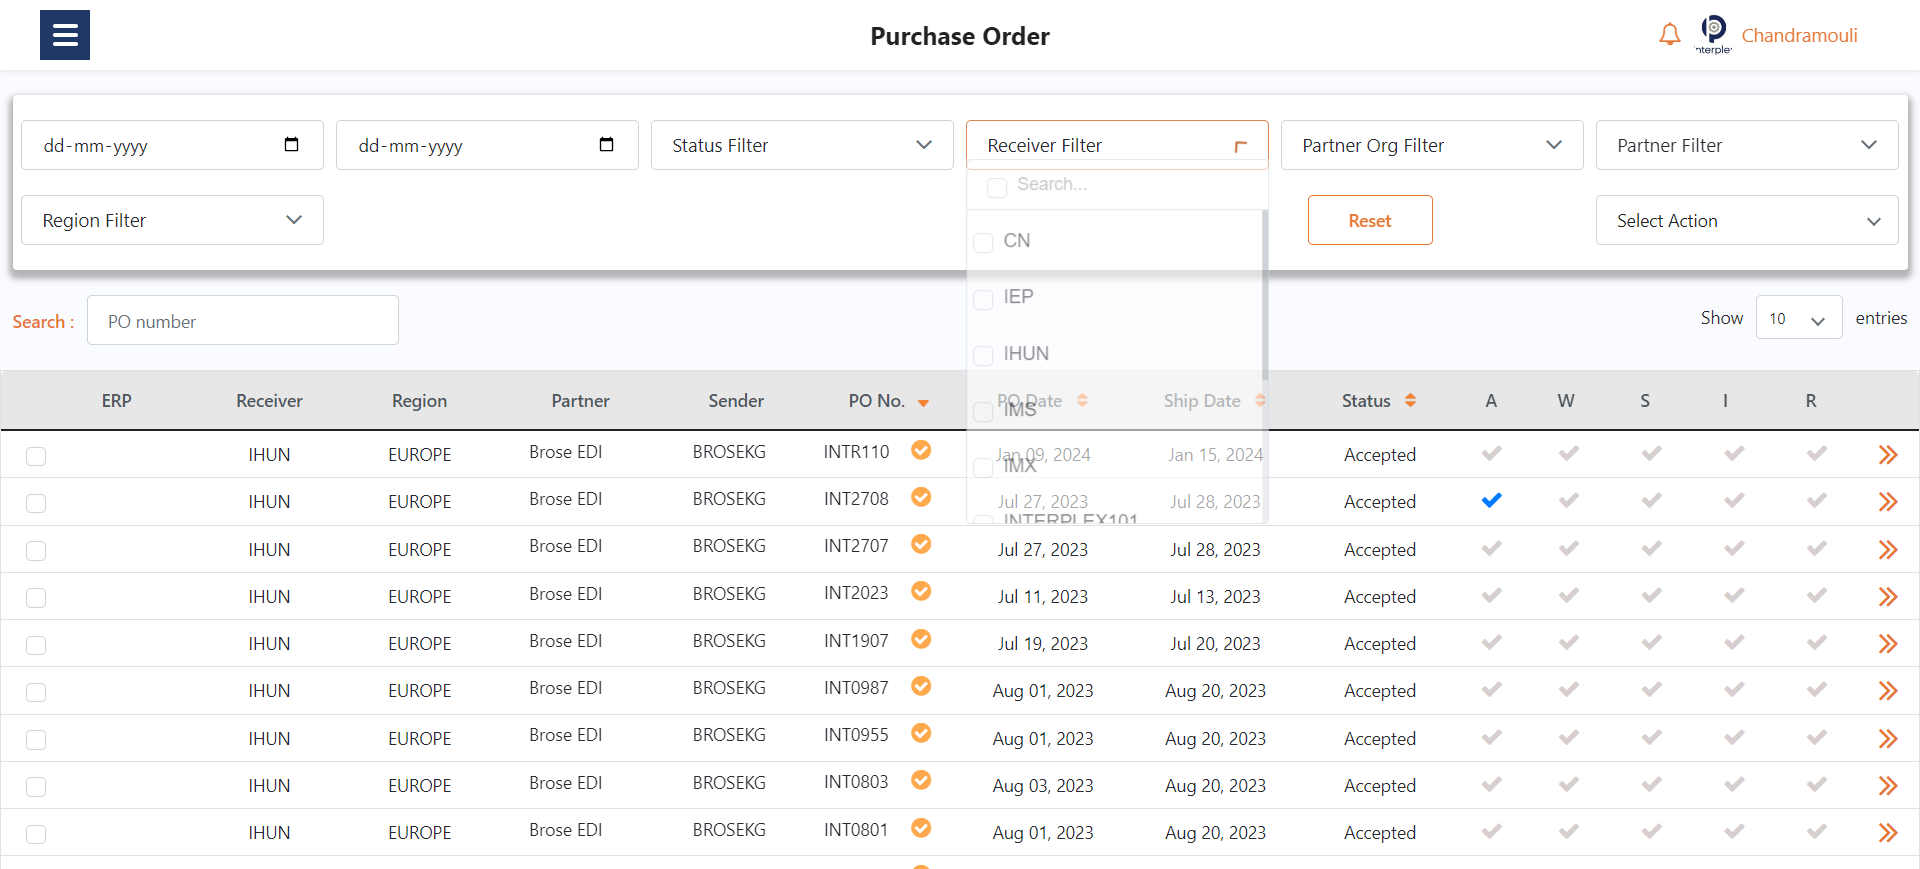 Purchase Order
Chandramouli
dd-mm-yyyy dd-mm-yyyy Status Filter Receiver Filter Partner Org Filter Partner Filter
Search...
Region Filter Reset Select Action
CN
IEP
Search : PO number Show 10 entries
IHUN
ERP Receiver Region Partner Sender PO No. PO Date Ship Date Status A W S I R
IMS
IHUN EUROPE Brose EDI BROSEKG INTR110 Jan 09, 2024 Jan 15, 2024 Accepted
IMX
IHUN EUROPE Brose EDI BROSEKG INT2708 Jul 27, 2023 Jul 28, 2023 Accepted
INTERPLEX101
IHUN EUROPE Brose EDI BROSEKG INT2707 Jul 27, 2023 Jul 28, 2023 Accepted
IHUN EUROPE Brose EDI BROSEKG INT2023 Jul 11, 2023 Jul 13, 2023 Accepted
IHUN EUROPE Brose EDI BROSEKG INT1907 Jul 19, 2023 Jul 20, 2023 Accepted
IHUN EUROPE Brose EDI BROSEKG INT0987 Aug 01, 2023 Aug 20, 2023 Accepted
IHUN EUROPE Brose EDI BROSEKG INT0955 Aug 01, 2023 Aug 20, 2023 Accepted
IHUN EUROPE Brose EDI BROSEKG INT0803 Aug 03, 2023 Aug 20, 2023 Accepted
IHUN EUROPE Brose EDI BROSEKG INT0801 Aug 01, 2023 Aug 20, 2023 Accepted